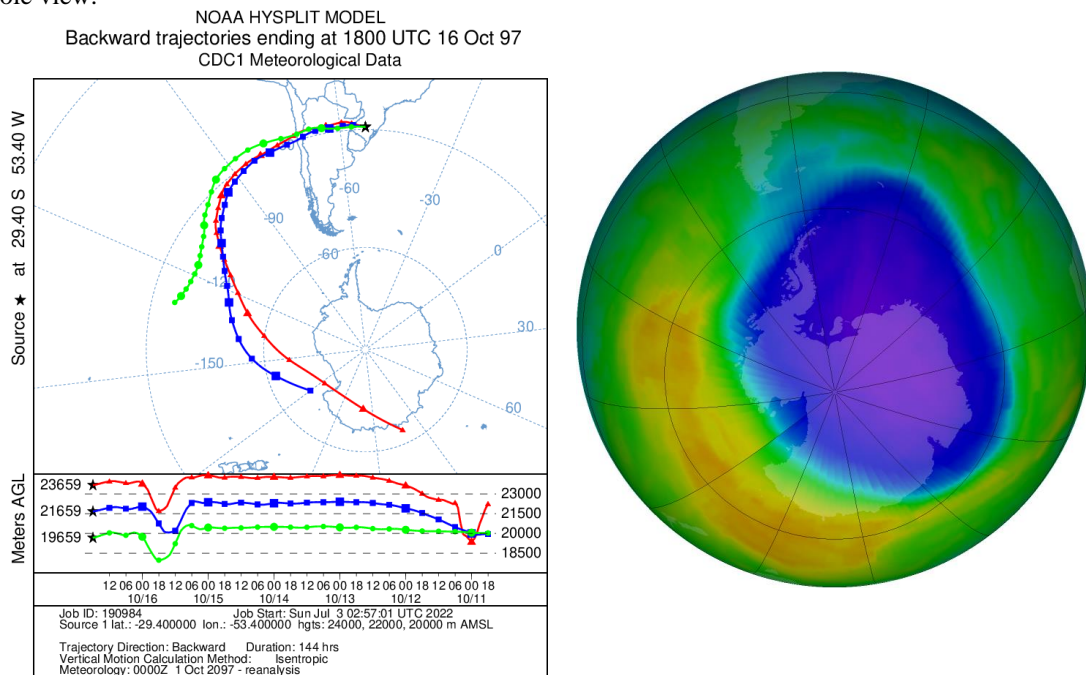 ole view.
NOAA HYSPLIT MODEL
Backward trajectories ending at 1800 UTC 16 Oct 97
CDC1 Meteorological Data
Source ★ at 29.40 S 53.40 W
-60
-30
-90
0
-60
30
-150
60
Meters AGL
23659
21659
19659
23000
21500
20000
18500
12 06 00 18 12 06 00 18 12 06 00 18 12 06 00 18 12 06 00 18 12 06 00 18
10/16 10/15 10/14 10/13 10/12 10/11
Job ID: 190984 Job Start: Sun Jul 3 02:57:01 UTC 2022
Source 1 lat.: -29.400000 lon.: -53.400000 hgts: 24000, 22000, 20000 m AMSL
Trajectory Direction: Backward Duration: 144 hrs
Vertical Motion Calculation Method: Isentropic
Meteorology: 0000Z 1 Oct 2097 - reanalysis